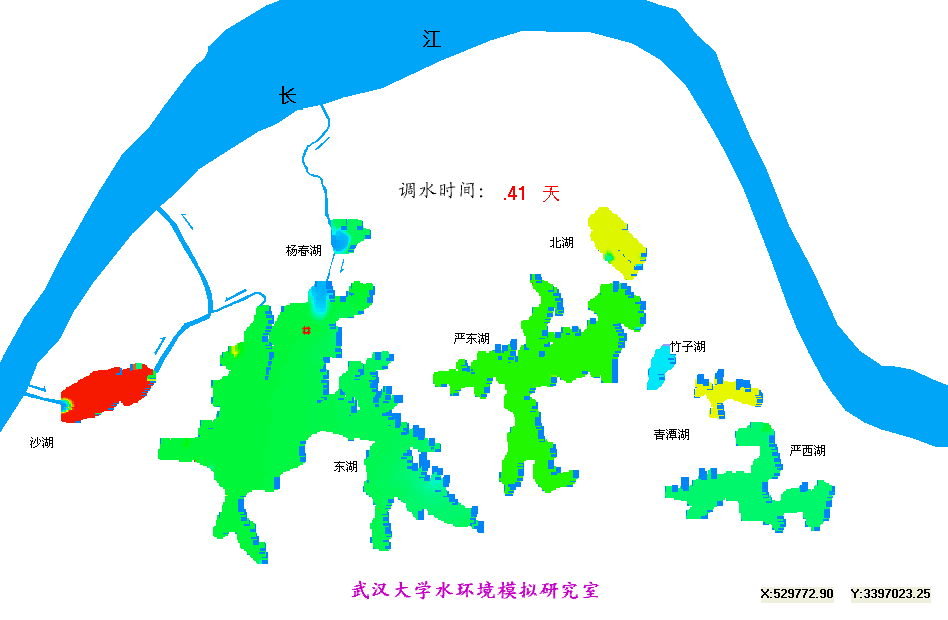 江
长
调水时间： .41 天
北湖
杨春湖
严东湖
竹子湖
沙湖
青潭湖
严西湖
东湖
武汉大学水环境模拟研究室
X:529772.90 Y:3397023.25